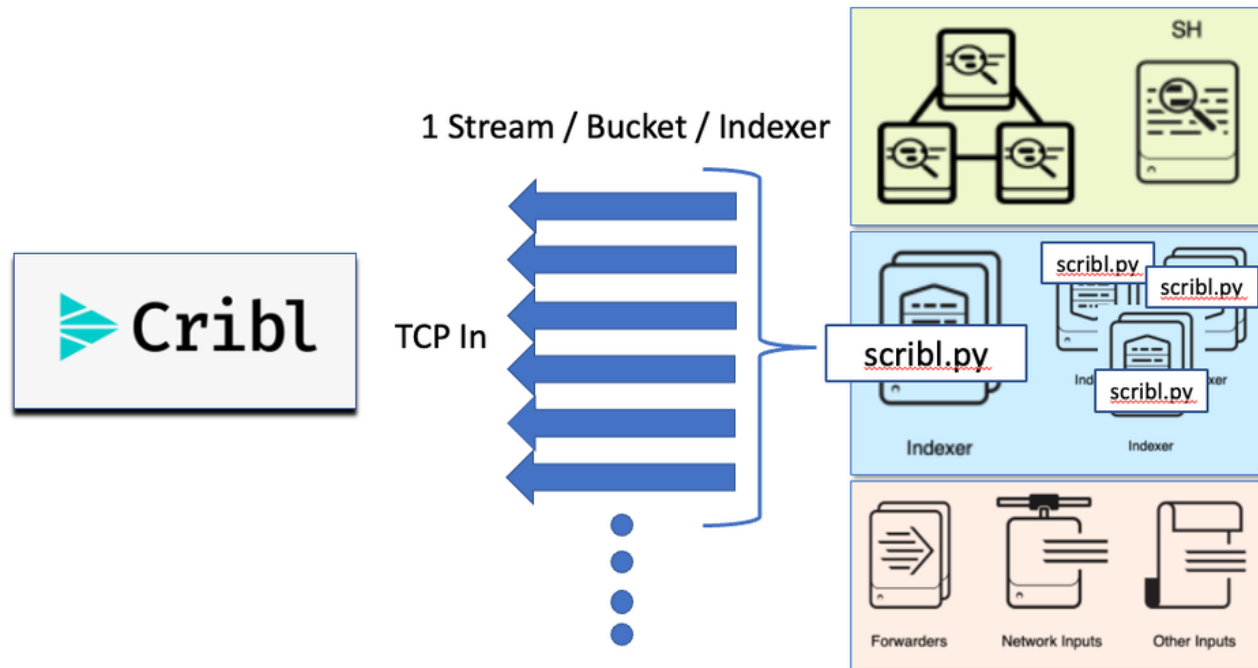 SH
1 Stream / Bucket / Indexer
Cribl
TCP In
scribl.py
scribl.py
scribl.py
scribl.py
Indexer
Indexer
Forwarders
Network Inputs
Other Inputs